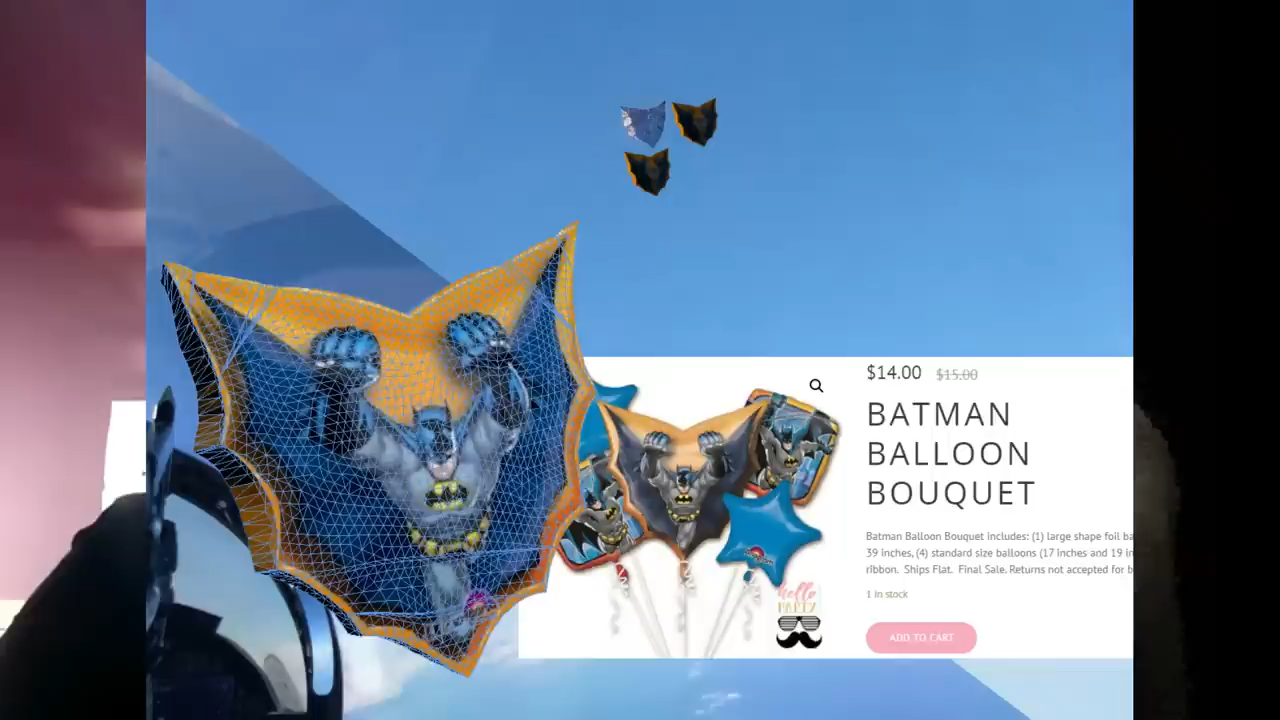 $14.00 $15.00
BATMAN
BALLOON
BOUQUET
Batman Balloon Bouquet includes: (1) large shape foil ba
39 inches, (4) standard size balloons (17 inches and 19 in
ribbon. Ships Flat. Final Sale. Returns not accepted for b
1 in stock
ADD TO CART
hello
PARTY